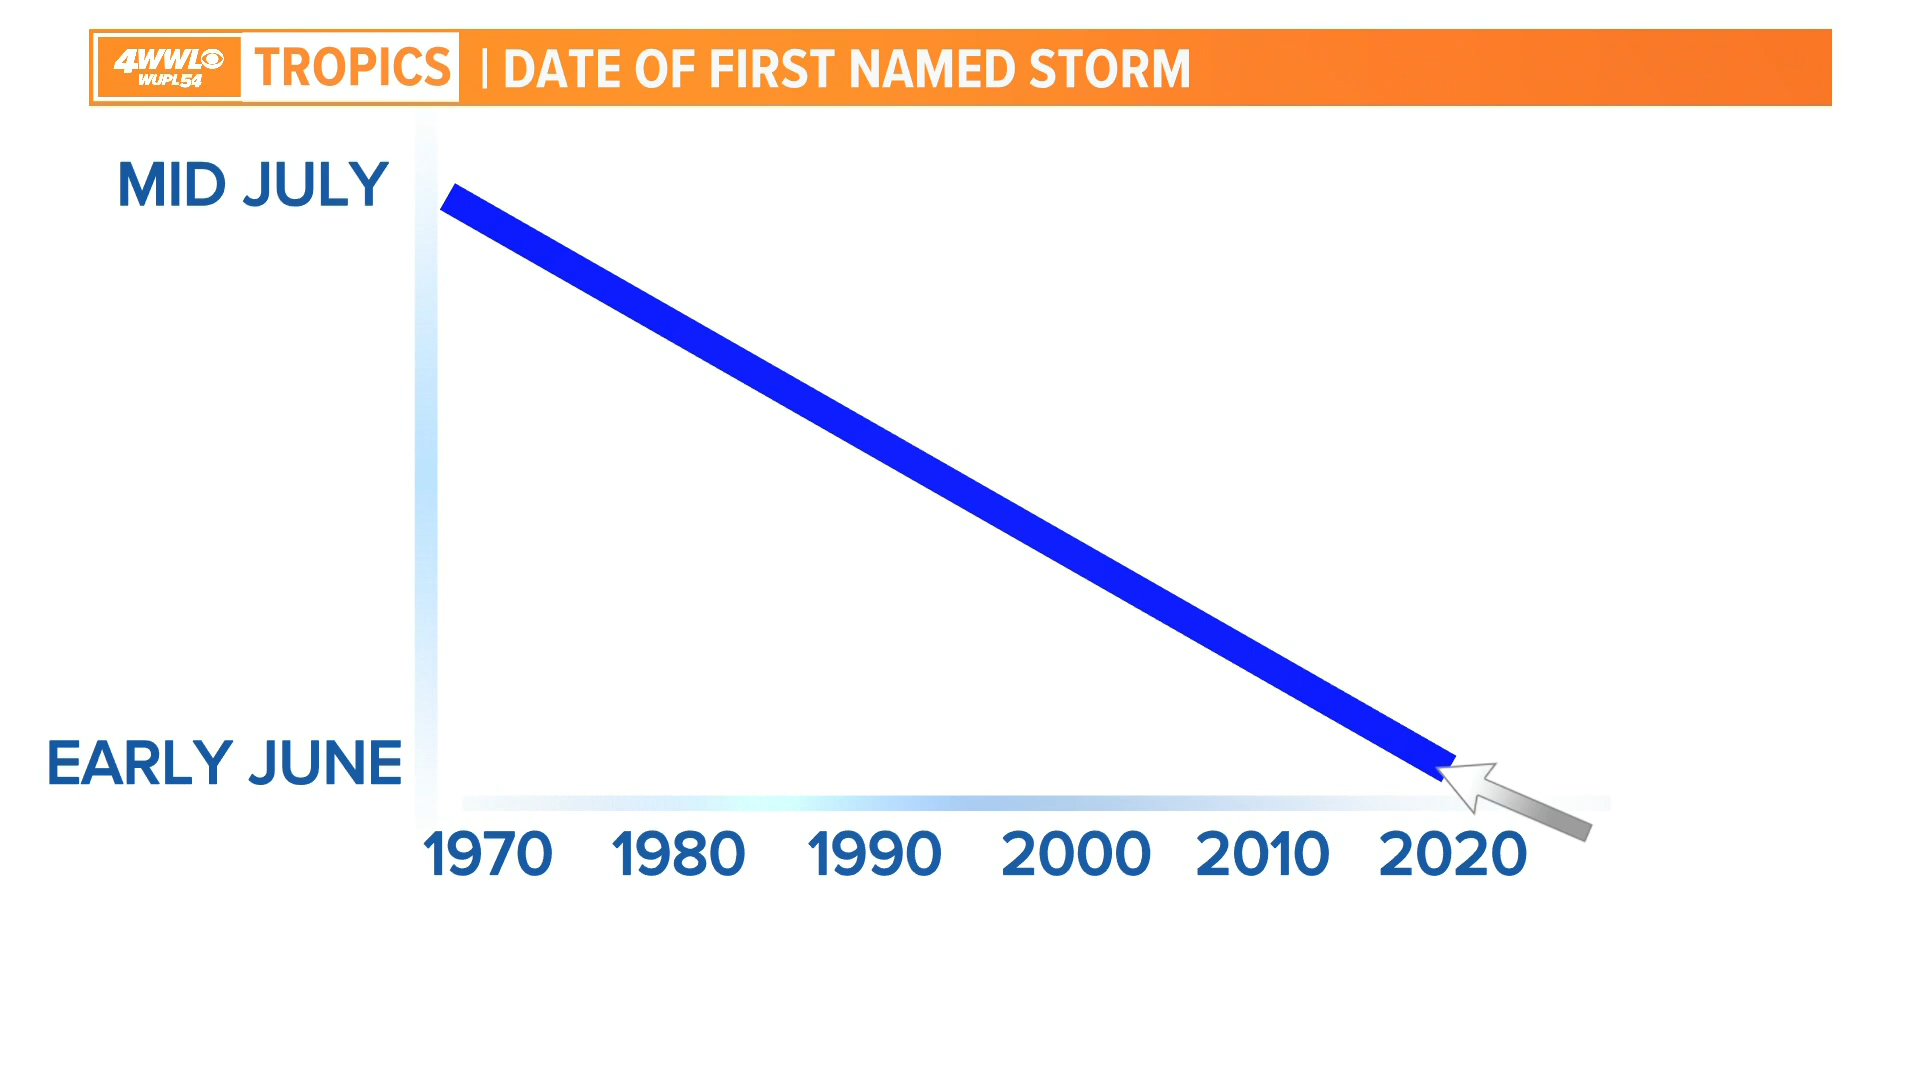 4WWL
WUPL54
TROPICS | DATE OF FIRST NAMED STORM
MID JULY
EARLY JUNE
1970 1980 1990 2000 2010 2020